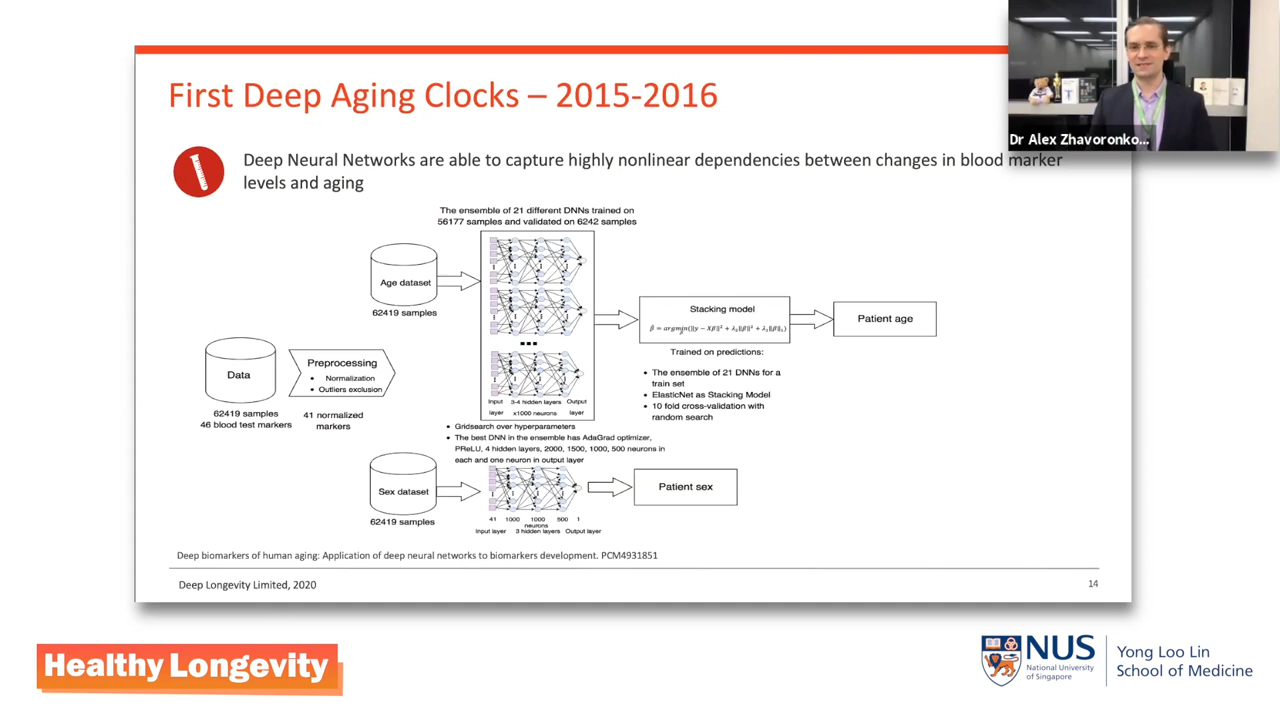 First Deep Aging Clocks – 2015-2016
Dr Alex Zhavoronko...
Deep Neural Networks are able to capture highly nonlinear dependencies between changes in blood marker
levels and aging
The ensemble of 21 different DNNs trained on
56177 samples and validated on 6242 samples
Age dataset
62419 samples
Data
62419 samples
46 blood test markers
Preprocessing
• Normalization
• Outliers exclusion
41 normalized
markers
Input
layer
3-4 hidden layers
x1000 neurons
Output
layer
• Gridsearch over hyperparameters
• The best DNN in the ensemble has AdaGrad optimizer,
PReLU, 4 hidden layers, 2000, 1500, 1000, 500 neurons in
each and one neuron in output layer
Stacking model
β̂ = argmin(‖y − Xβ‖² + λ₂‖β‖² + λ₁‖β‖₁)
β
Trained on predictions:
• The ensemble of 21 DNNs for a
train set
• ElasticNet as Stacking Model
• 10 fold cross-validation with
random search
Patient age
Sex dataset
62419 samples
41 1000 1000 500 1
neurons
Input layer 3 hidden layers Output layer
Patient sex
Deep biomarkers of human aging: Application of deep neural networks to biomarkers development. PCM4931851
Deep Longevity Limited, 2020
14
Healthy Longevity
NUS
National University
of Singapore
Yong Loo Lin
School of Medicine